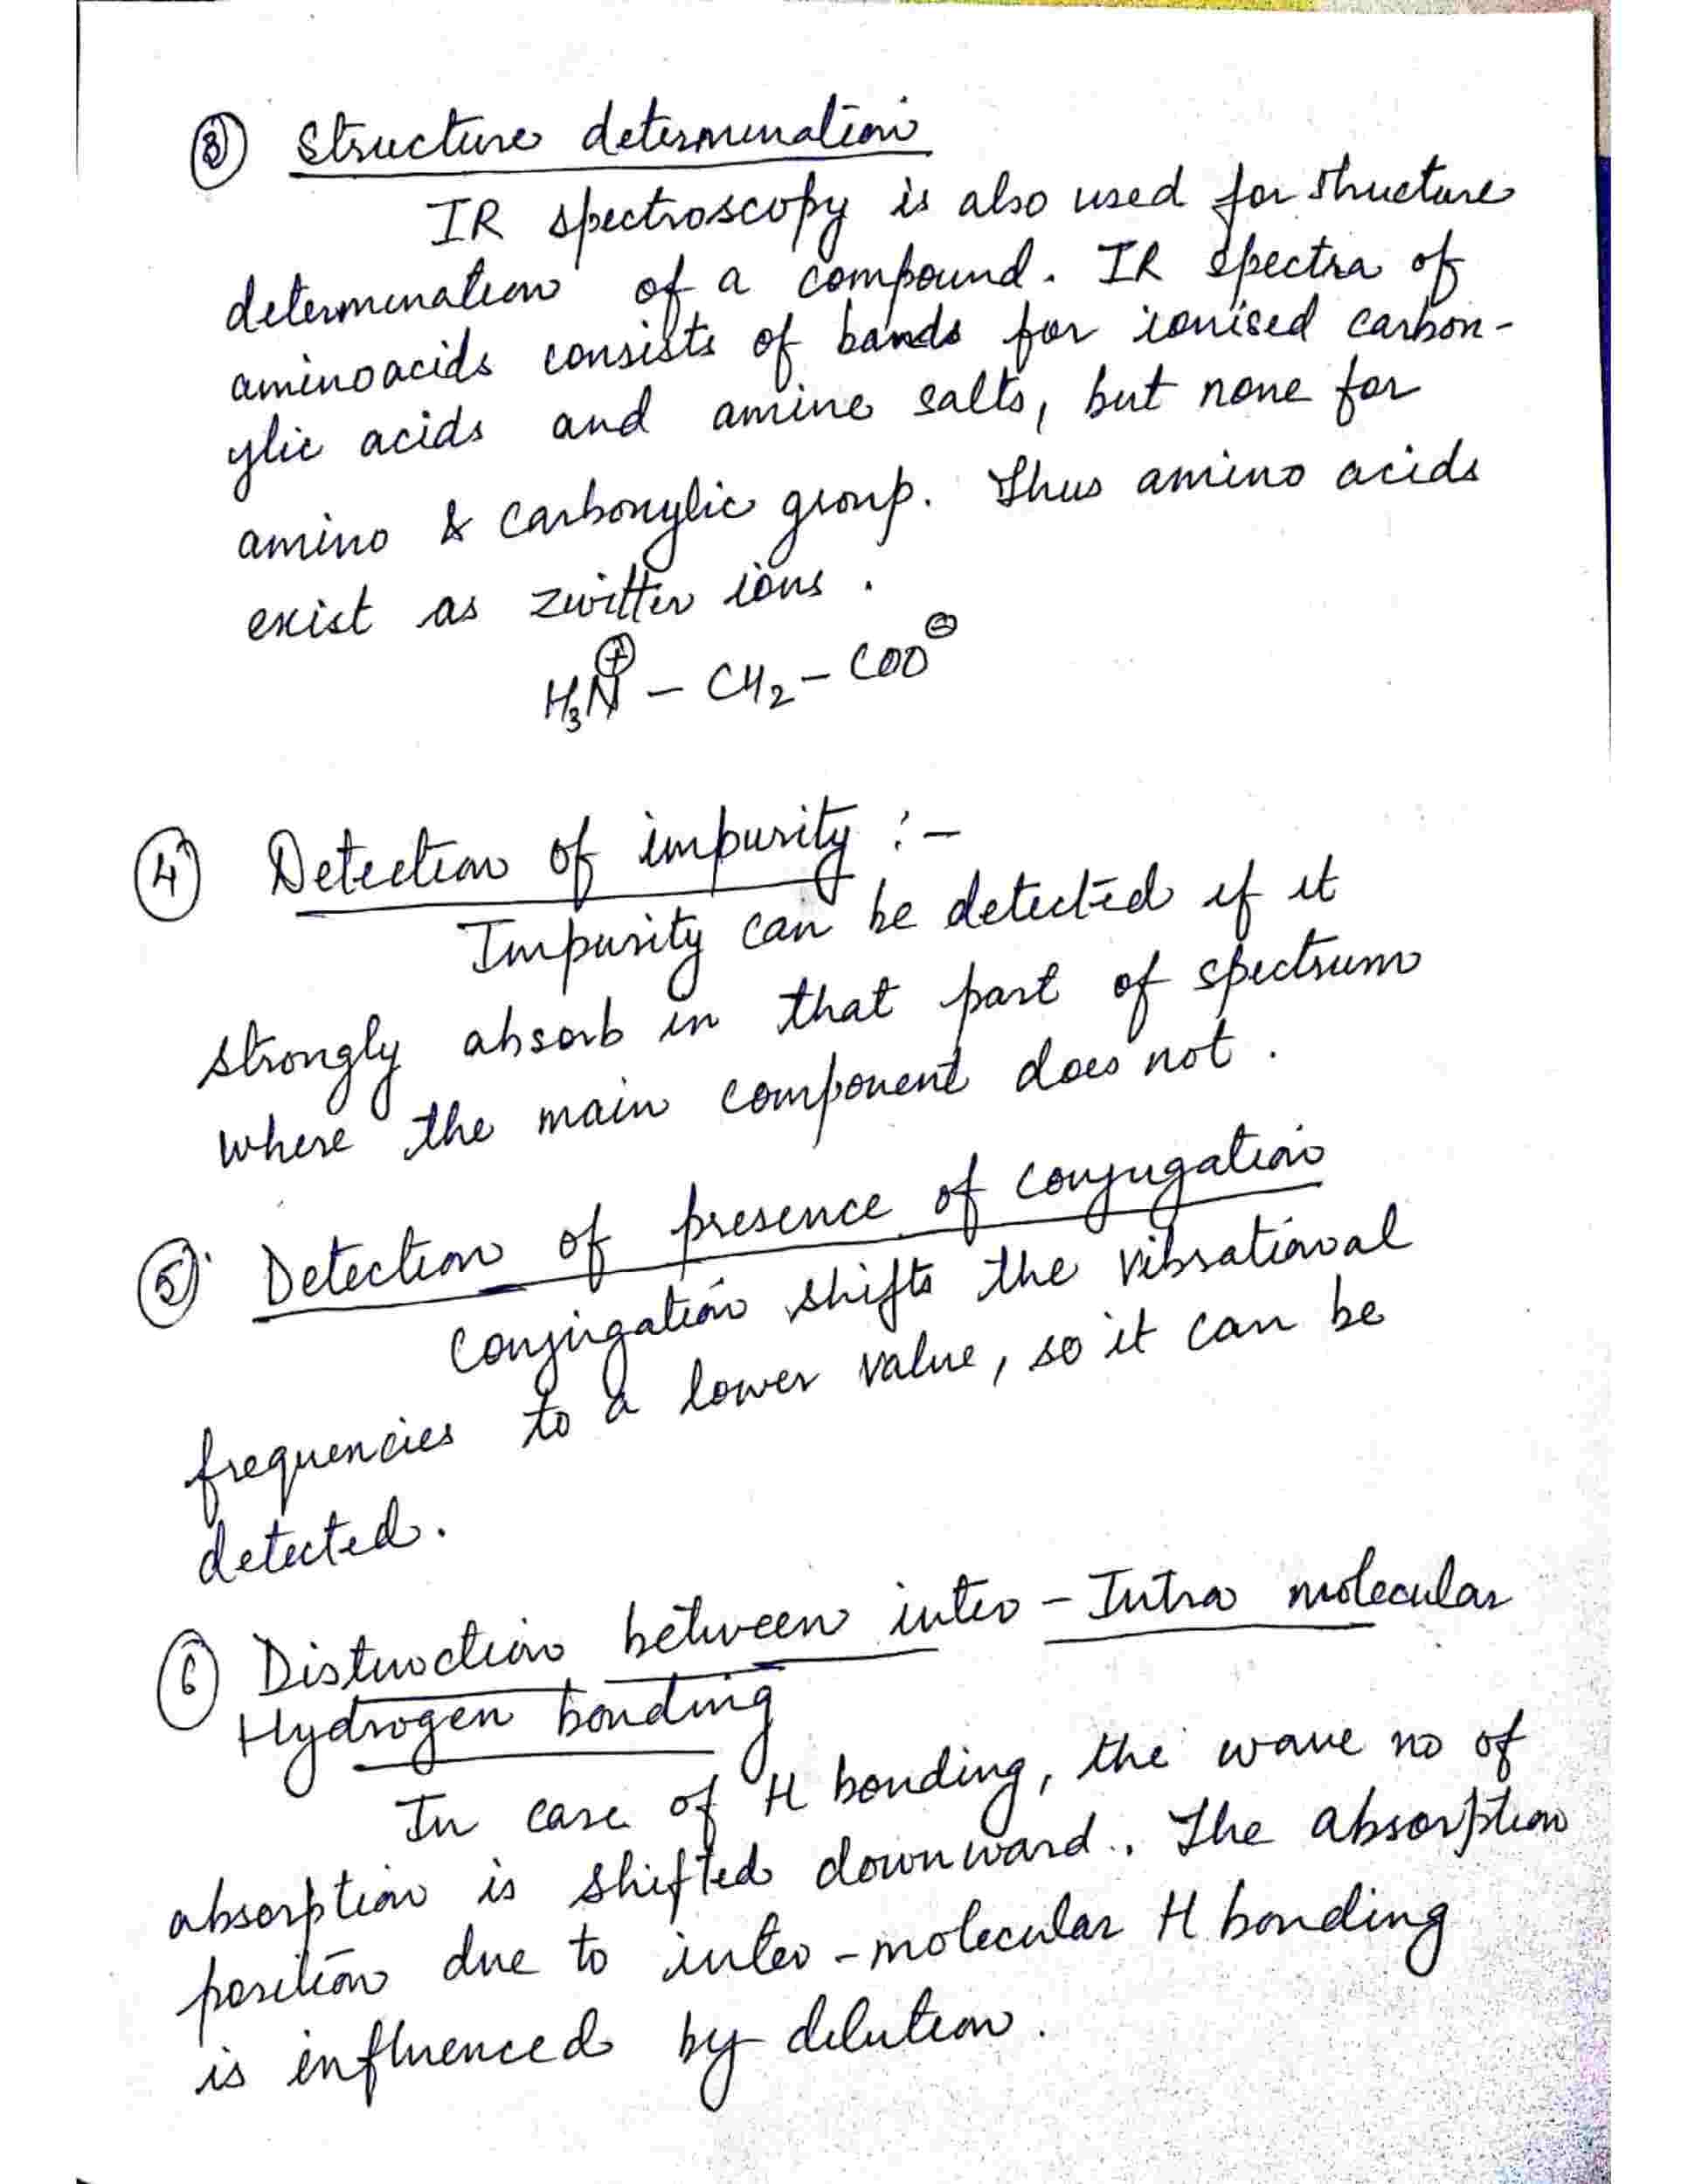 ③ Structure determination
IR spectroscopy is also used for structure
determination of a compound. IR spectra of
aminoacids consists of bands for ionised carbon-
ylic acids and amine salts, but none for
amino & carbonylic group. Thus amino acids
exist as zwitter ions.
H₃N⊕ – CH₂ – COO⊖
④ Detection of impurity :-
Impurity can be detected if it
strongly absorb in that part of spectrum
where the main component does not.
⑤ Detection of presence of conjugation
Conjugation shifts the vibrational
frequencies to a lower value, so it can be
detected.
⑥ Distinction between inter - Intra molecular
Hydrogen bonding
In case of H bonding, the wave no of
absorption is shifted downward. The absorption
position due to inter-molecular H bonding
is influenced by dilution.